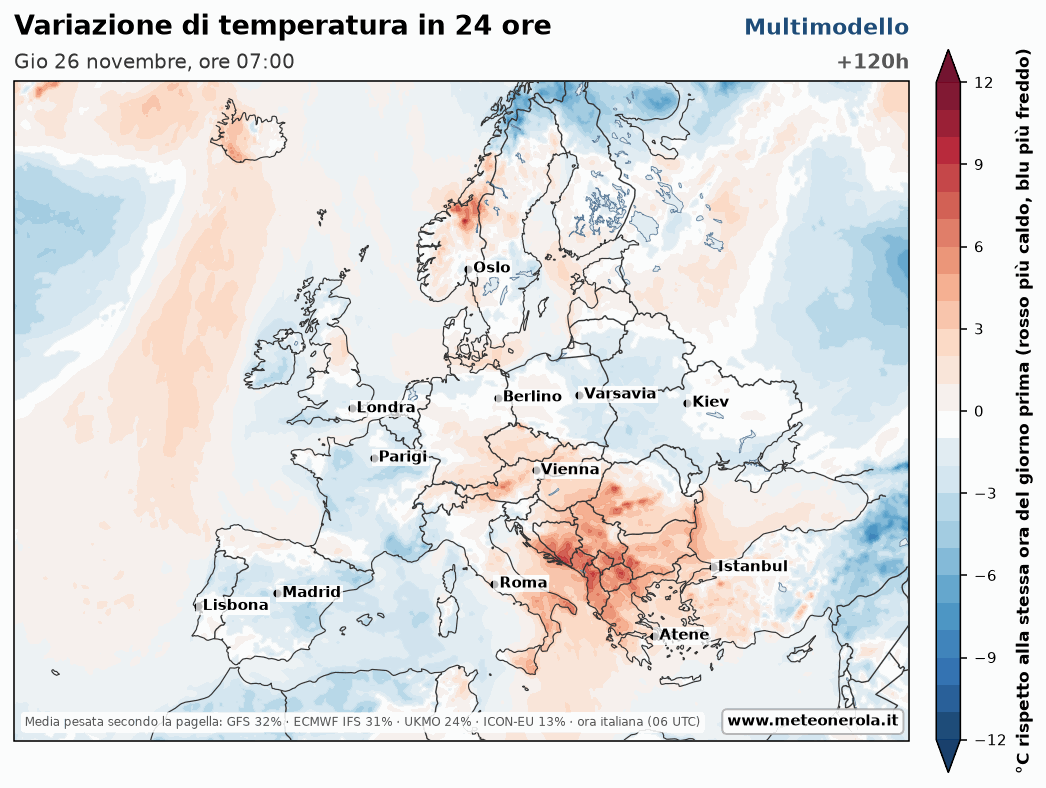 Variazione di temperatura in 24 ore
Multimodello
Gio 26 novembre, ore 07:00
+120h
Oslo
Berlino
Varsavia
Kiev
Londra
Parigi
Vienna
Istanbul
Roma
Madrid
Lisbona
Atene
Media pesata secondo la pagella: GFS 32% · ECMWF IFS 31% · UKMO 24% · ICON-EU 13% · ora italiana (06 UTC)
www.meteonerola.it
12
9
6
3
0
−3
−6
−9
−12
°C rispetto alla stessa ora del giorno prima (rosso più caldo, blu più freddo)